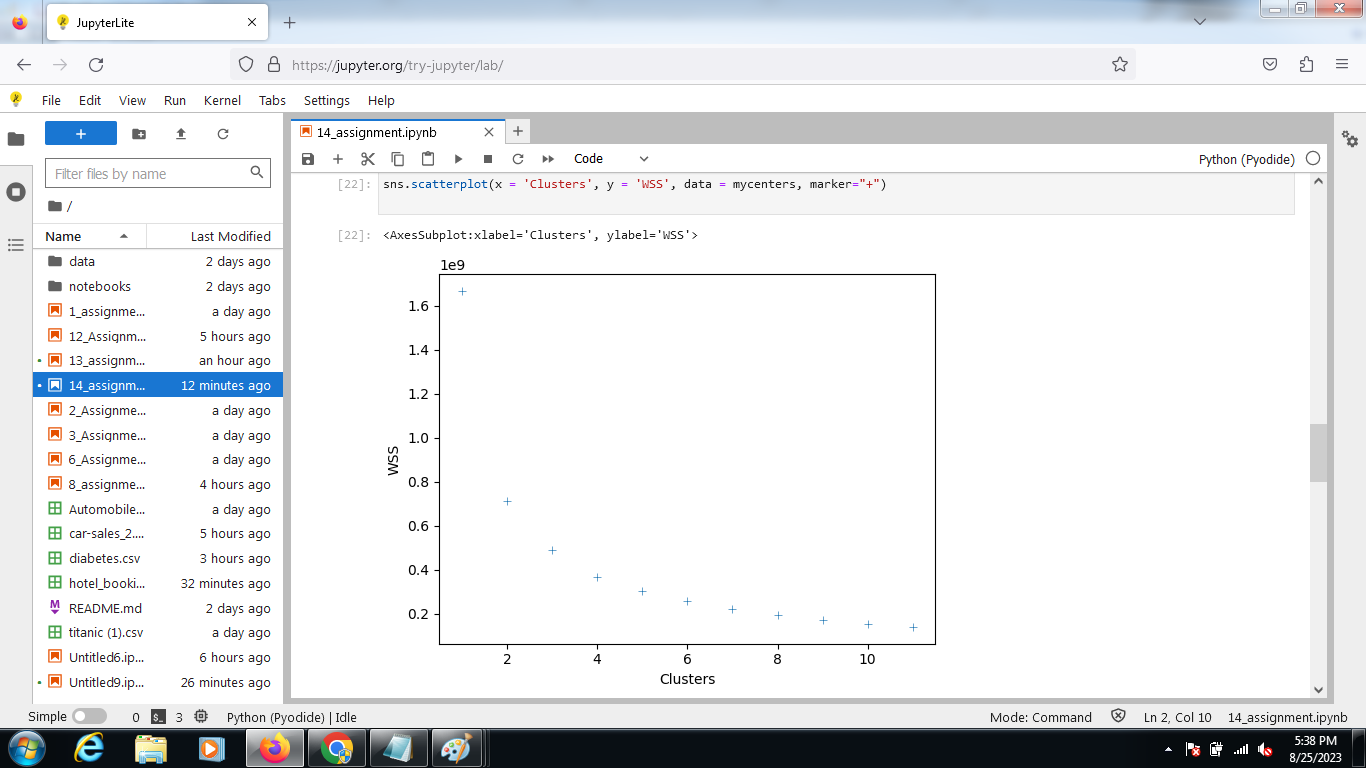 JupyterLite
https://jupyter.org/try-jupyter/lab/
File Edit View Run Kernel Tabs Settings Help
14_assignment.ipynb
Code
Python (Pyodide)
Filter files by name
/
Name Last Modified
data 2 days ago
notebooks 2 days ago
1_assignme... a day ago
12_Assignm... 5 hours ago
13_assignm... an hour ago
14_assignm... 12 minutes ago
2_Assignme... a day ago
3_Assignme... a day ago
6_Assignme... a day ago
8_assignme... 4 hours ago
Automobile... a day ago
car-sales_2.... 5 hours ago
diabetes.csv 3 hours ago
hotel_booki... 32 minutes ago
README.md 2 days ago
titanic (1).csv a day ago
Untitled6.ip... 6 hours ago
Untitled9.ip... 26 minutes ago
[22]: sns.scatterplot(x = 'Clusters', y = 'WSS', data = mycenters, marker="+")
[22]: <AxesSubplot:xlabel='Clusters', ylabel='WSS'>
1e9
1.6
1.4
1.2
1.0
0.8
0.6
0.4
0.2
WSS
2 4 6 8 10
Clusters
Simple 0 3 Python (Pyodide) | Idle Mode: Command Ln 2, Col 10 14_assignment.ipynb
5:38 PM
8/25/2023